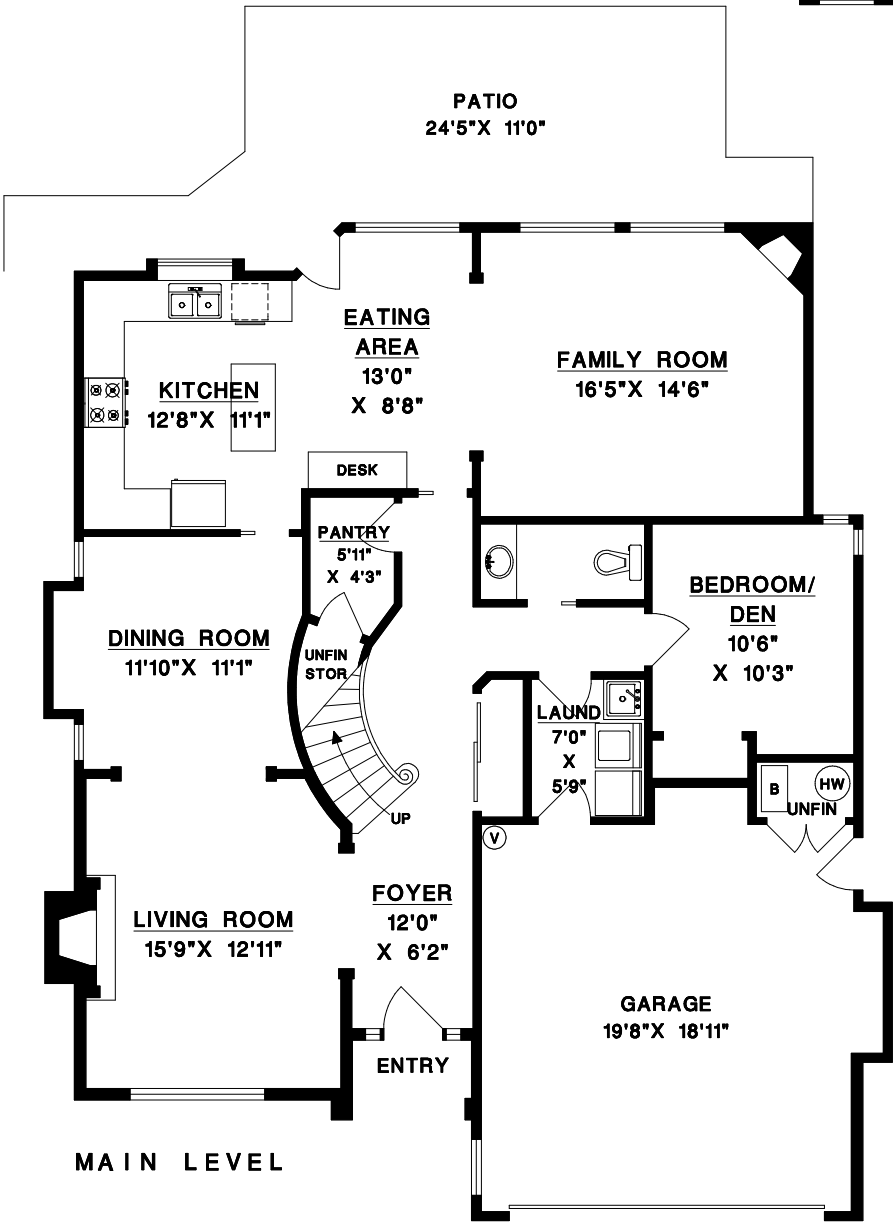 PATIO
24'5"X 11'0"
EATING
AREA
13'0"
X 8'8"
FAMILY ROOM
16'5"X 14'6"
KITCHEN
12'8"X 11'1"
DESK
PANTRY
5'11"
X 4'3"
BEDROOM/
DEN
10'6"
X 10'3"
DINING ROOM
11'10"X 11'1"
UNFIN
STOR
LAUND
7'0"
X
5'9"
UP
B
HW
UNFIN
V
FOYER
12'0"
X 6'2"
LIVING ROOM
15'9"X 12'11"
GARAGE
19'8"X 18'11"
ENTRY
MAIN LEVEL